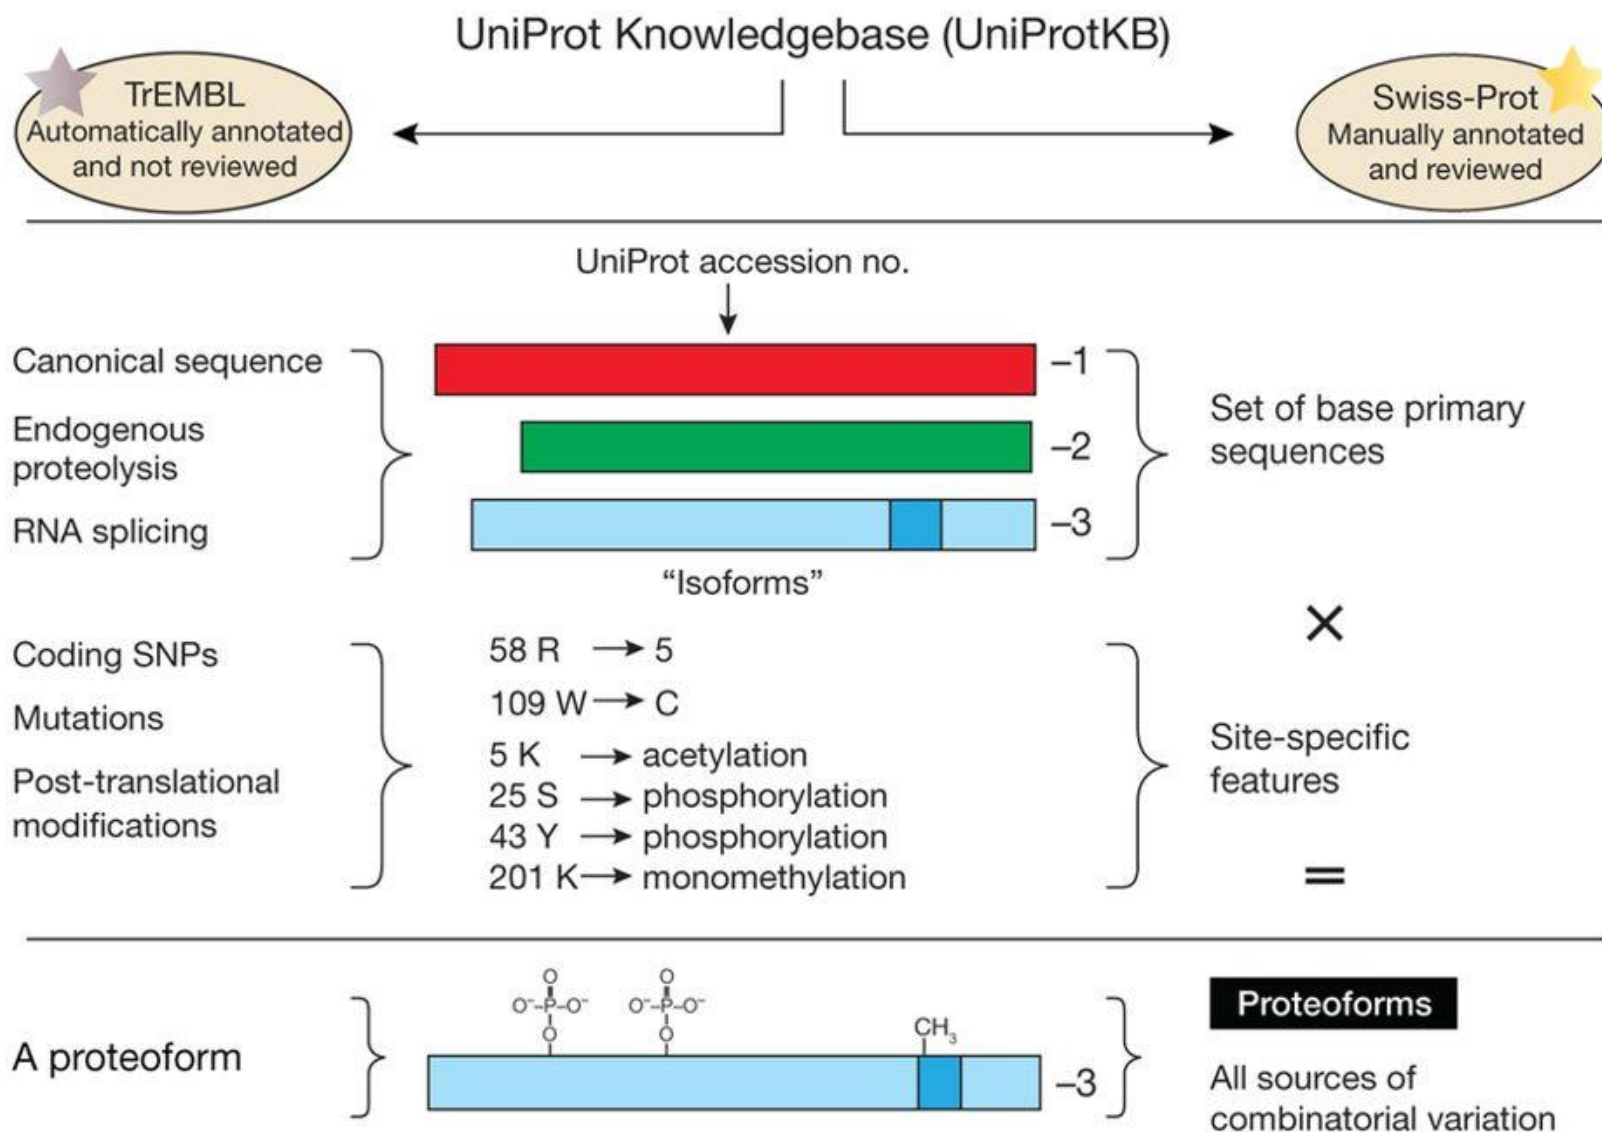 UniProt Knowledgebase (UniProtKB)
TrEMBL
Automatically annotated
and not reviewed
Swiss-Prot
Manually annotated
and reviewed
UniProt accession no.
Canonical sequence
Endogenous
proteolysis
RNA splicing
–1
–2
–3
“Isoforms”
Set of base primary
sequences
×
Coding SNPs
Mutations
Post-translational
modifications
58 R → 5
109 W → C
5 K → acetylation
25 S → phosphorylation
43 Y → phosphorylation
201 K → monomethylation
Site-specific
features
=
A proteoform
O O
O⁻–P–O⁻ O⁻–P–O⁻
O O
CH₃
–3
Proteoforms
All sources of
combinatorial variation